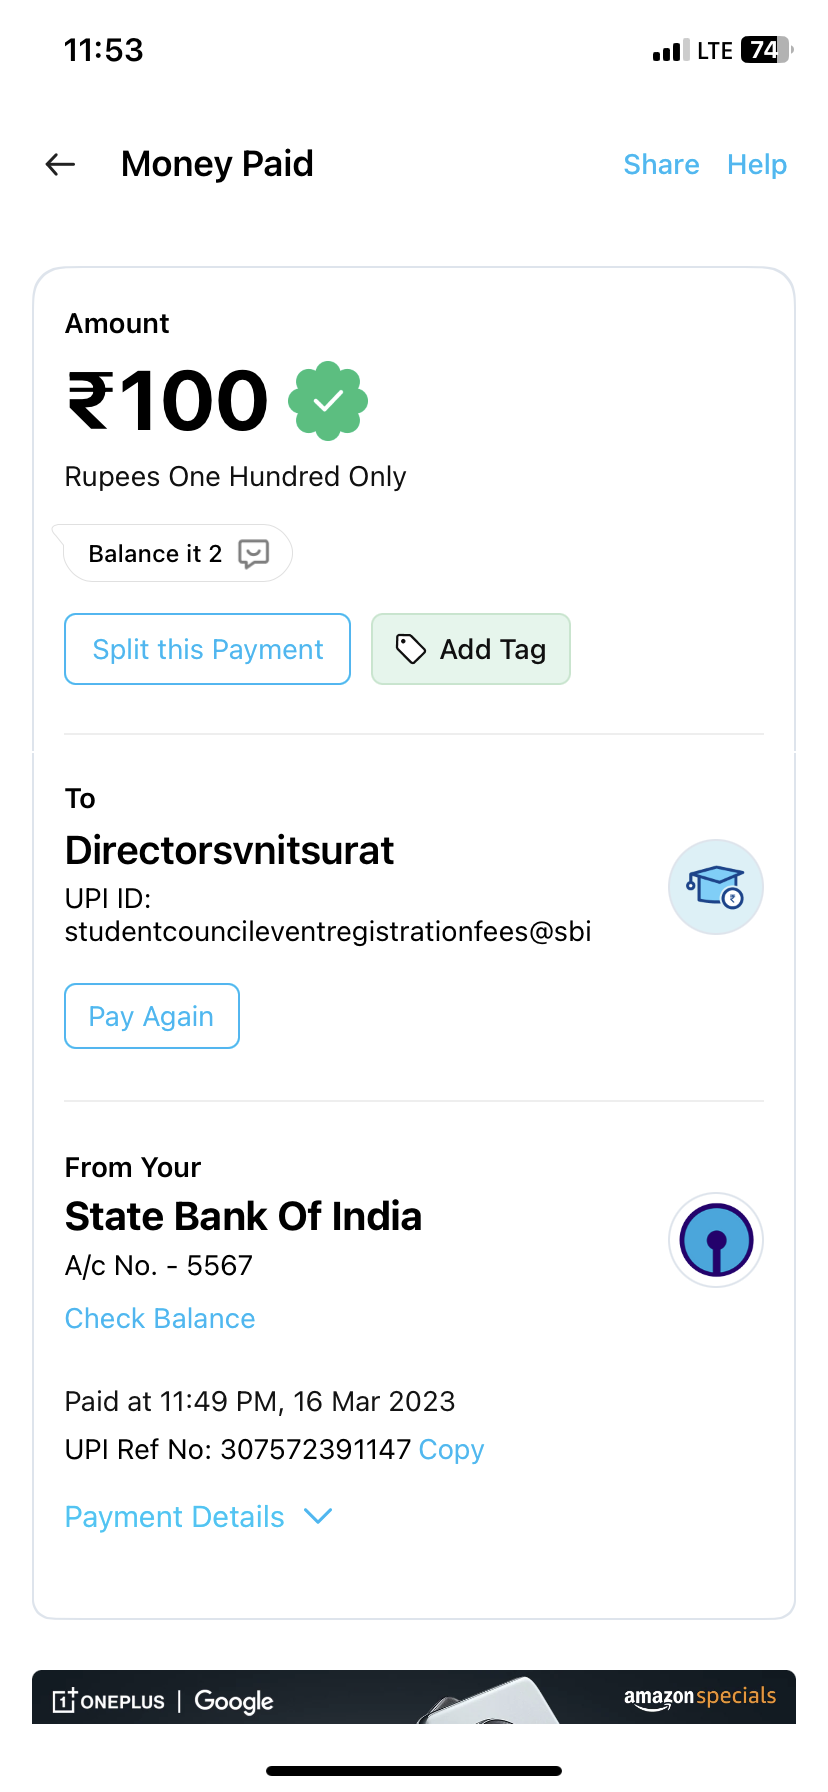 11:53
LTE 74
Money Paid
Share Help
Amount
₹100
Rupees One Hundred Only
Balance it 2
Split this Payment
Add Tag
To
Directorsvnitsurat
UPI ID:
studentcouncileventregistrationfees@sbi
₹
Pay Again
From Your
State Bank Of India
A/c No. - 5567
Check Balance
Paid at 11:49 PM, 16 Mar 2023
UPI Ref No: 307572391147 Copy
Payment Details
1+ ONEPLUS | Google
amazonspecials